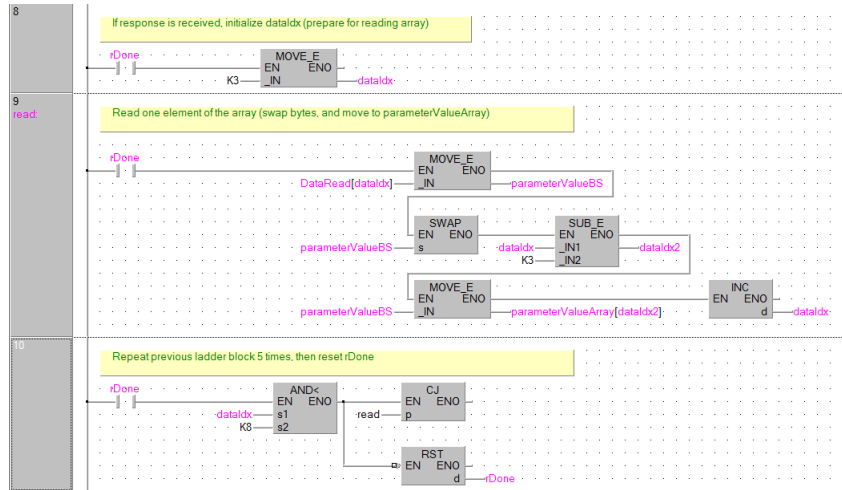 8
If response is received, initialize dataIdx (prepare for reading array)
rDone
MOVE_E
EN ENO
K3 _IN dataIdx
9
read:
Read one element of the array (swap bytes, and move to parameterValueArray)
rDone
MOVE_E
EN ENO
DataRead[dataIdx] _IN parameterValueBS
SWAP SUB_E
EN ENO EN ENO
parameterValueBS s dataIdx _IN1 dataIdx2
K3 _IN2
MOVE_E INC
EN ENO EN ENO
parameterValueBS _IN parameterValueArray[dataIdx2] d dataIdx
10
Repeat previous ladder block 5 times, then reset rDone
rDone
AND< CJ
EN ENO EN ENO
dataIdx s1 read p
K8 s2
RST
EN ENO
d rDone